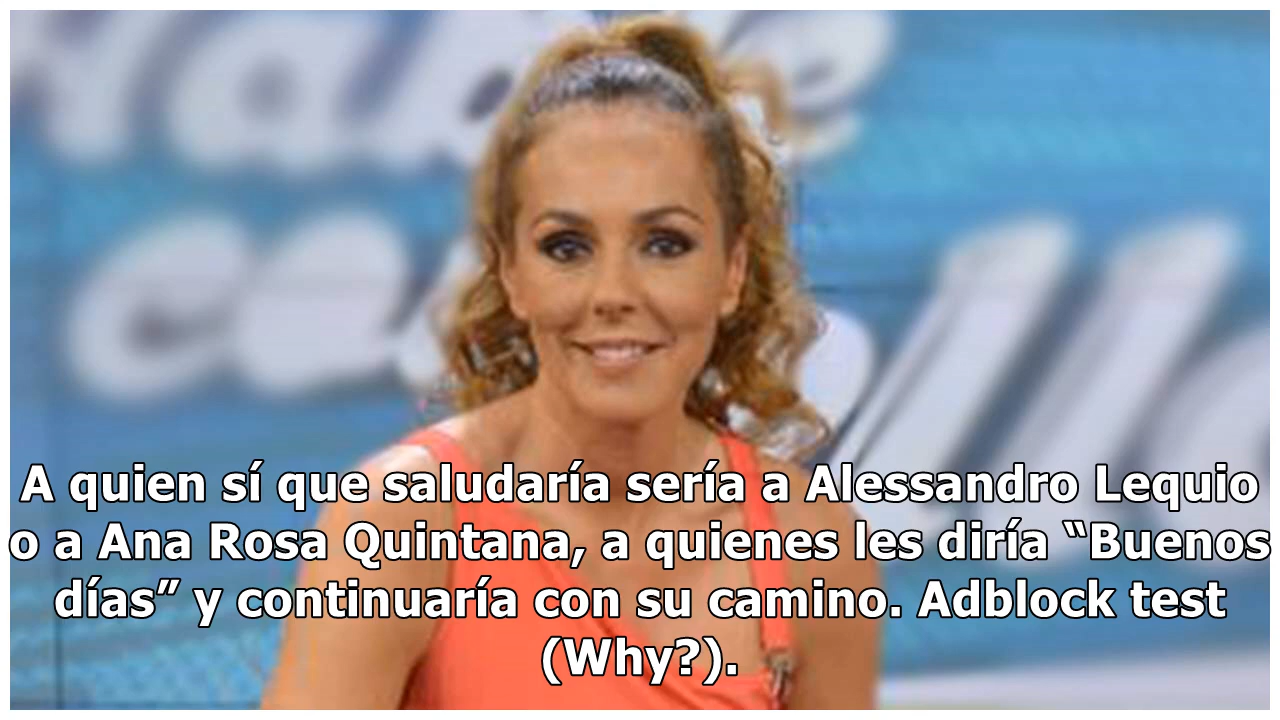 A quien sí que saludaría sería a Alessandro Lequio
o a Ana Rosa Quintana, a quienes les diría “Buenos
días” y continuaría con su camino. Adblock test
(Why?).